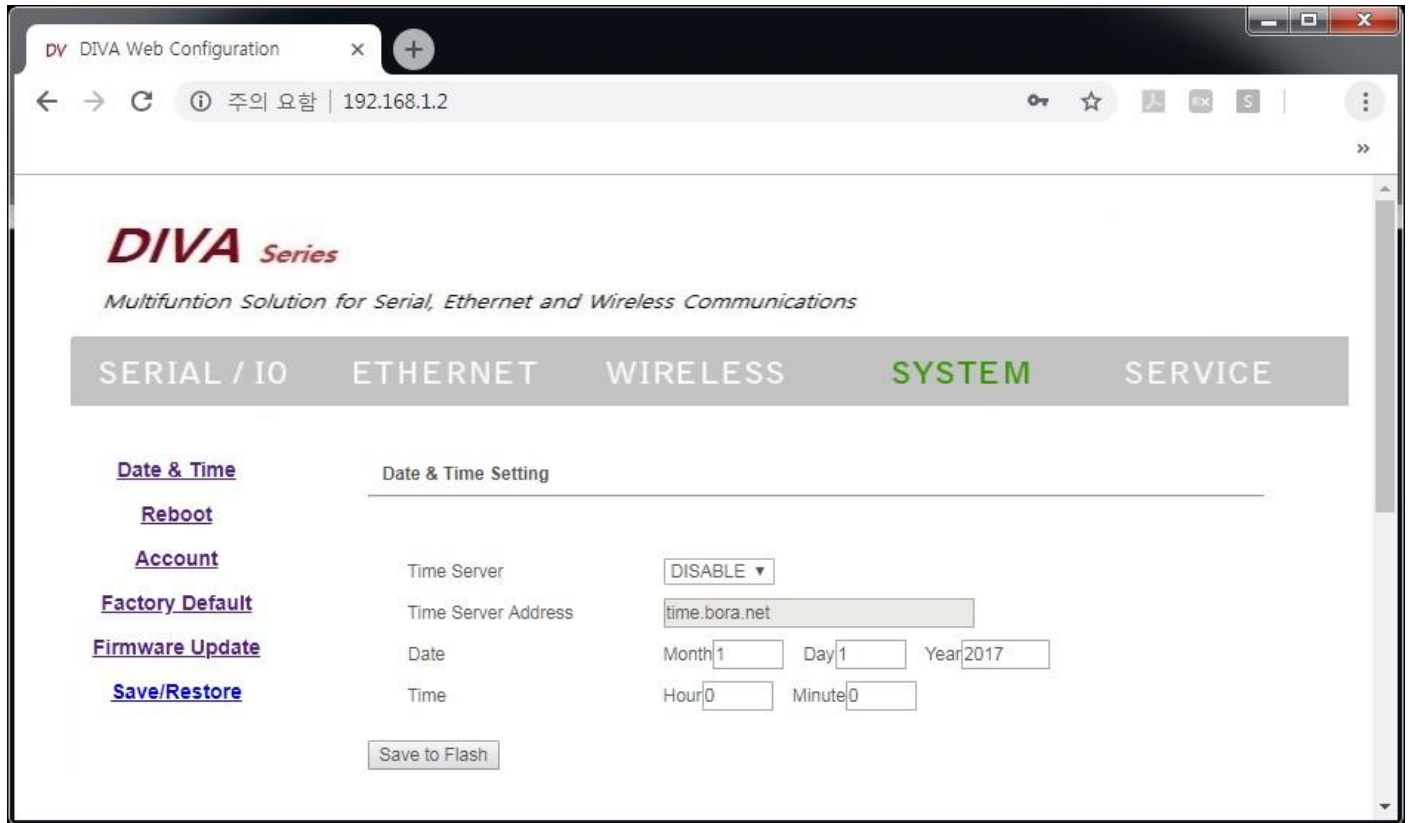 DV DIVA Web Configuration
주의 요함 | 192.168.1.2
DIVA Series
Multifuntion Solution for Serial, Ethernet and Wireless Communications
SERIAL / IO ETHERNET WIRELESS SYSTEM SERVICE
Date & Time
Reboot
Account
Factory Default
Firmware Update
Save/Restore
Date & Time Setting
Time Server DISABLE
Time Server Address time.bora.net
Date Month 1 Day 1 Year 2017
Time Hour 0 Minute 0
Save to Flash